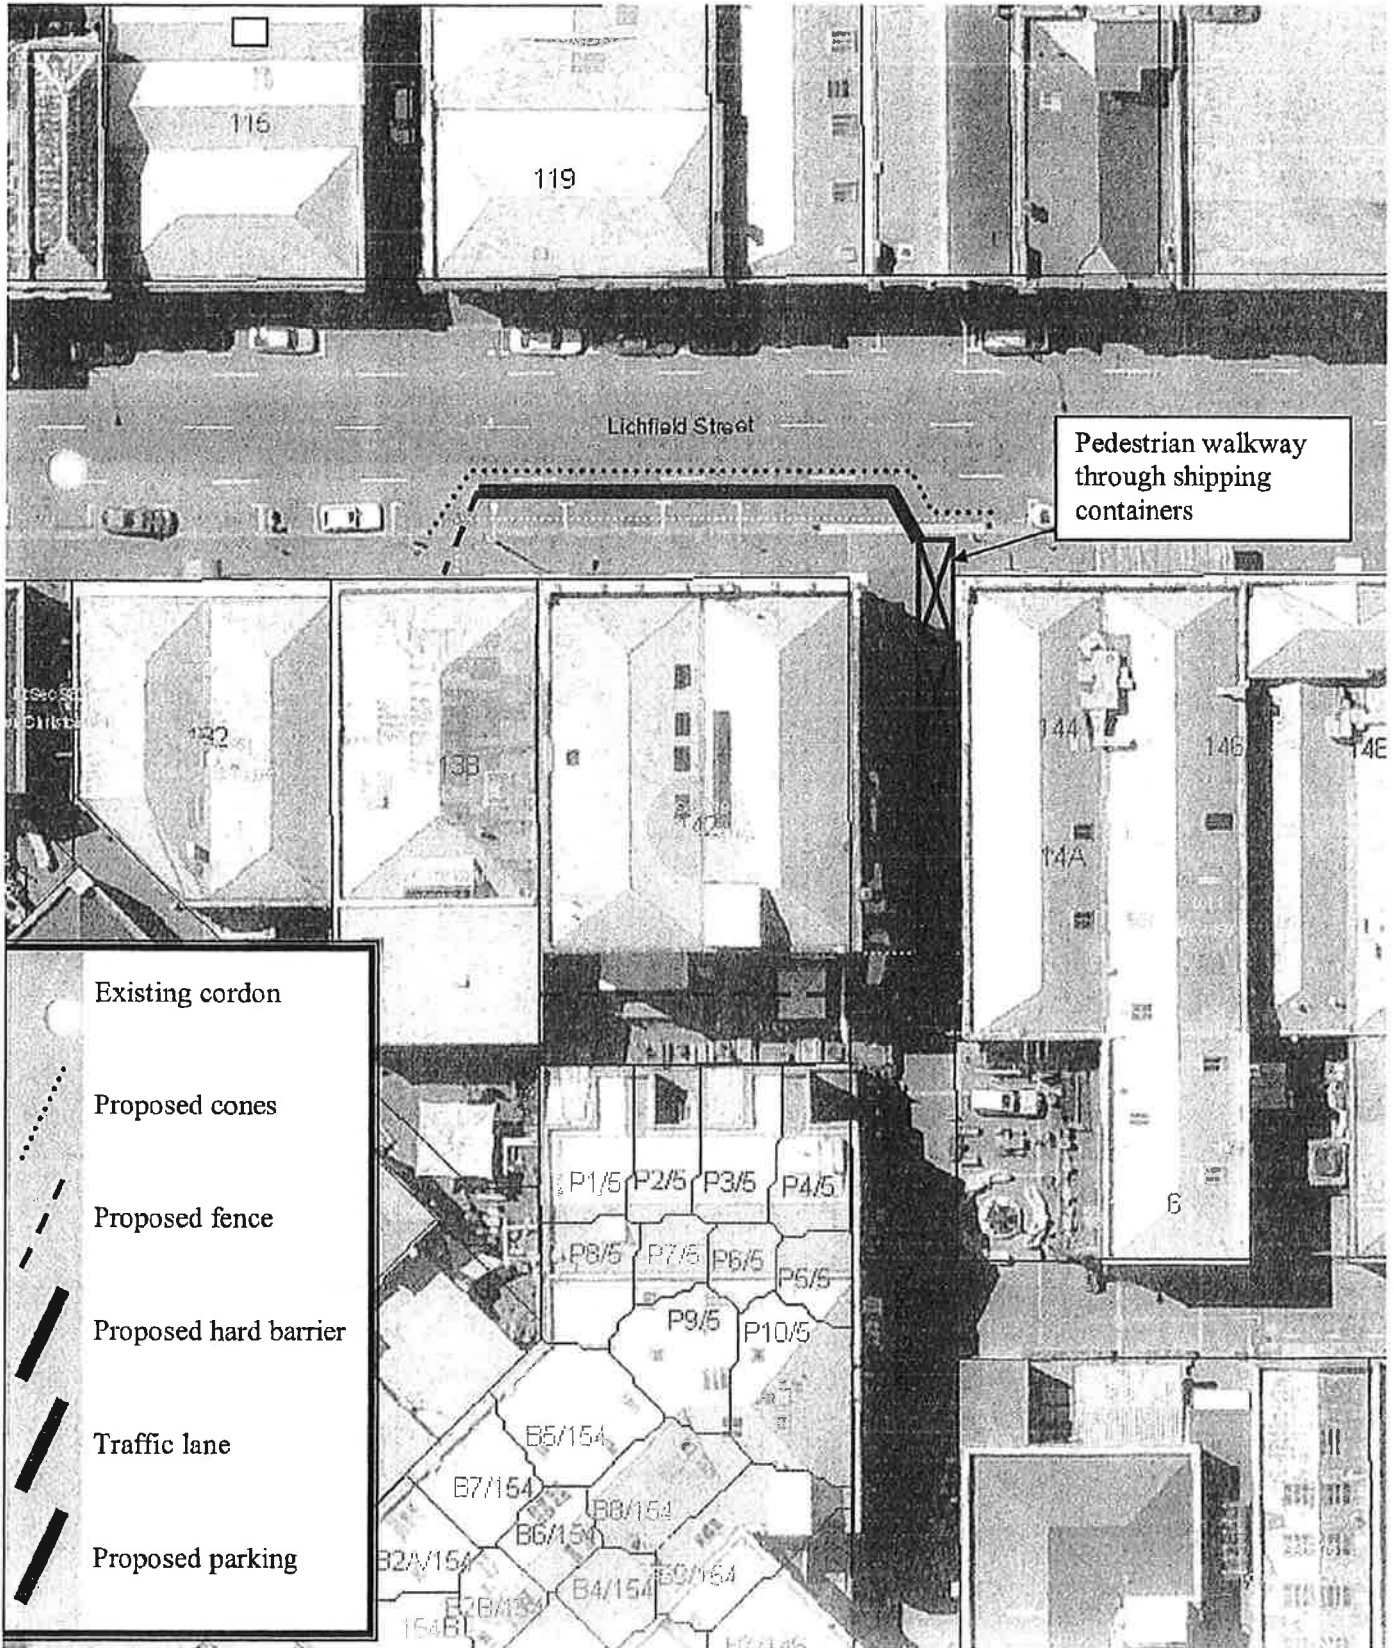 116
119
Lichfield Street
Pedestrian walkway
through shipping
containers
132
138
142
144
146
14A
Existing cordon
Proposed cones
Proposed fence
Proposed hard barrier
Traffic lane
Proposed parking
P1/5
P2/5
P3/5
P4/5
P8/5
P7/5
P6/5
P5/5
P9/5
P10/5
6
B5/154
B7/154
B6/154
B8/154
B4/154